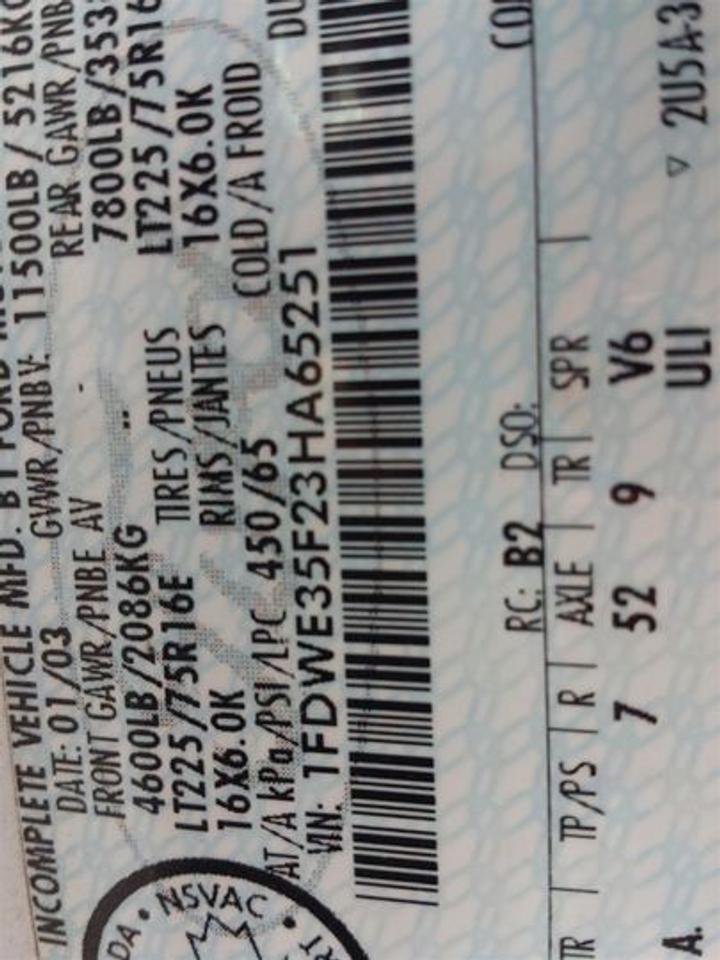 INCOMPLETE VEHICLE MFD. BY FORD
DATE: 01/03 GVWR/PNBV: 11500LB / 5216KG
FRONT GAWR/PNBE AV REAR GAWR/PNB
4600LB/2086KG 7800LB/353
LT225/75R16E TIRES/PNEUS LT225/75R16
16X6.0K RIMS/JANTES 16X6.0K
AT/A kPa/PSI/LPC 450/65 COLD/A FROID DU
VIN: 1FDWE35F23HA65251
RC: B2 DSO:
TR | TP/PS | R | AXLE | TR | SPR |
7 52 9 V6
A. ULI ▽ 2U5A-3
NSVAC
DA •